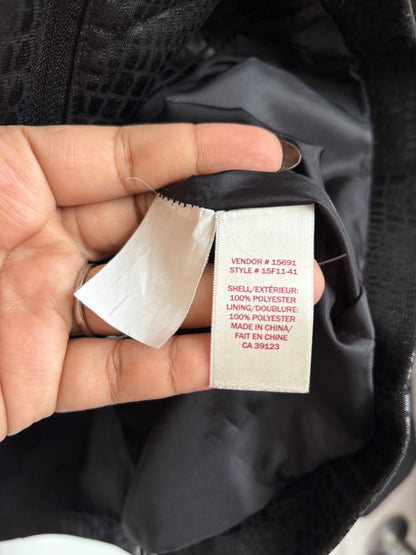 VENDOR # 15691
STYLE # 15F11-41
SHELL/EXTÉRIEUR:
100% POLYESTER
LINING/DOUBLURE:
100% POLYESTER
MADE IN CHINA/
FAIT EN CHINE
CA 39123